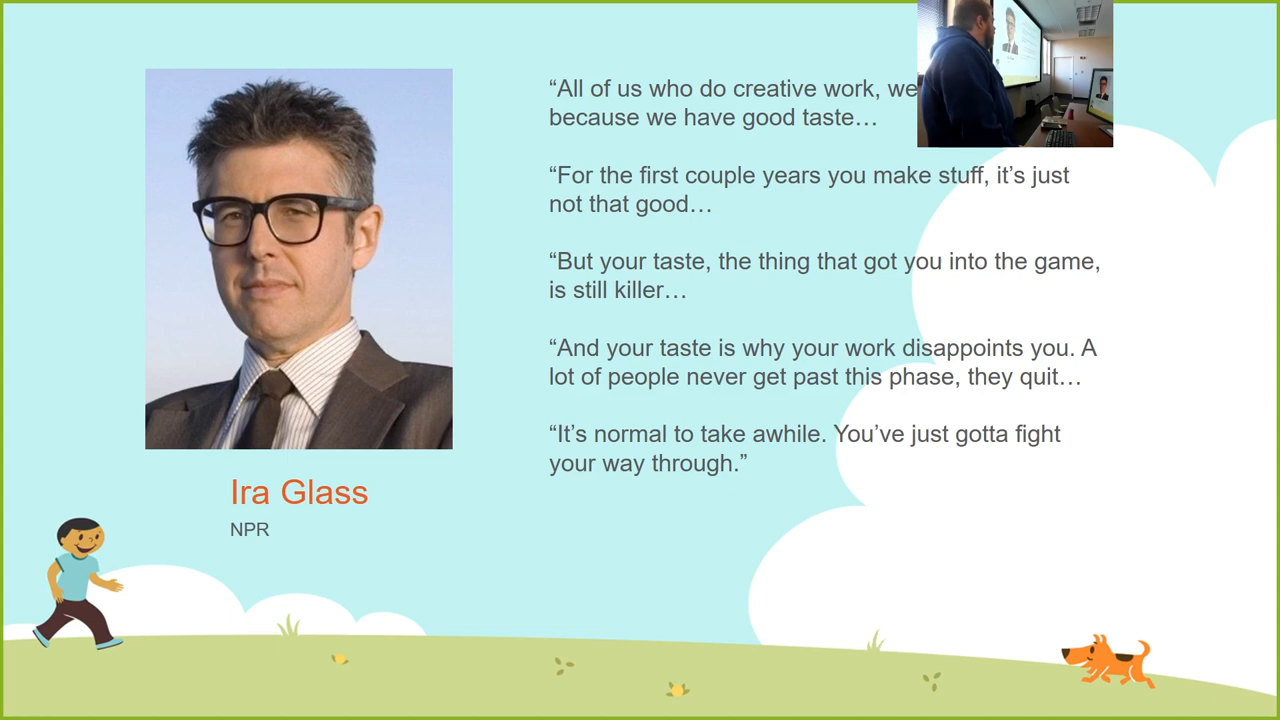 “All of us who do creative work, we
because we have good taste…
“For the first couple years you make stuff, it’s just
not that good…
“But your taste, the thing that got you into the game,
is still killer…
“And your taste is why your work disappoints you. A
lot of people never get past this phase, they quit…
“It’s normal to take awhile. You’ve just gotta fight
your way through.”
Ira Glass
NPR